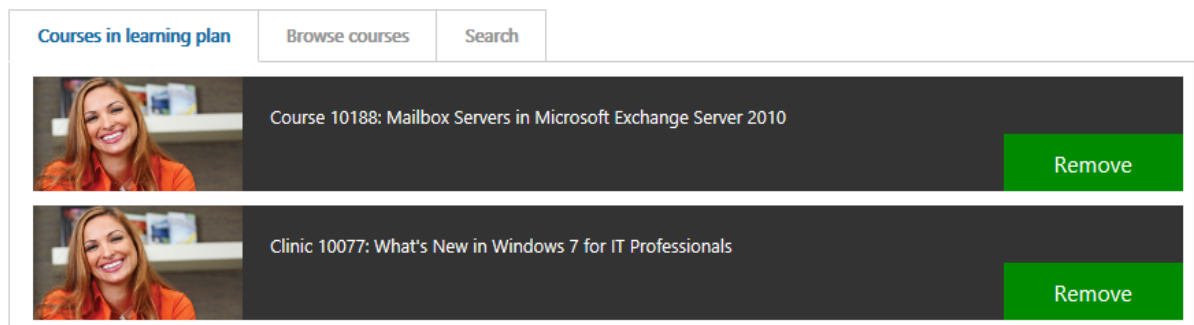 Courses in learning plan
Browse courses
Search
Course 10188: Mailbox Servers in Microsoft Exchange Server 2010
Remove
Clinic 10077: What's New in Windows 7 for IT Professionals
Remove